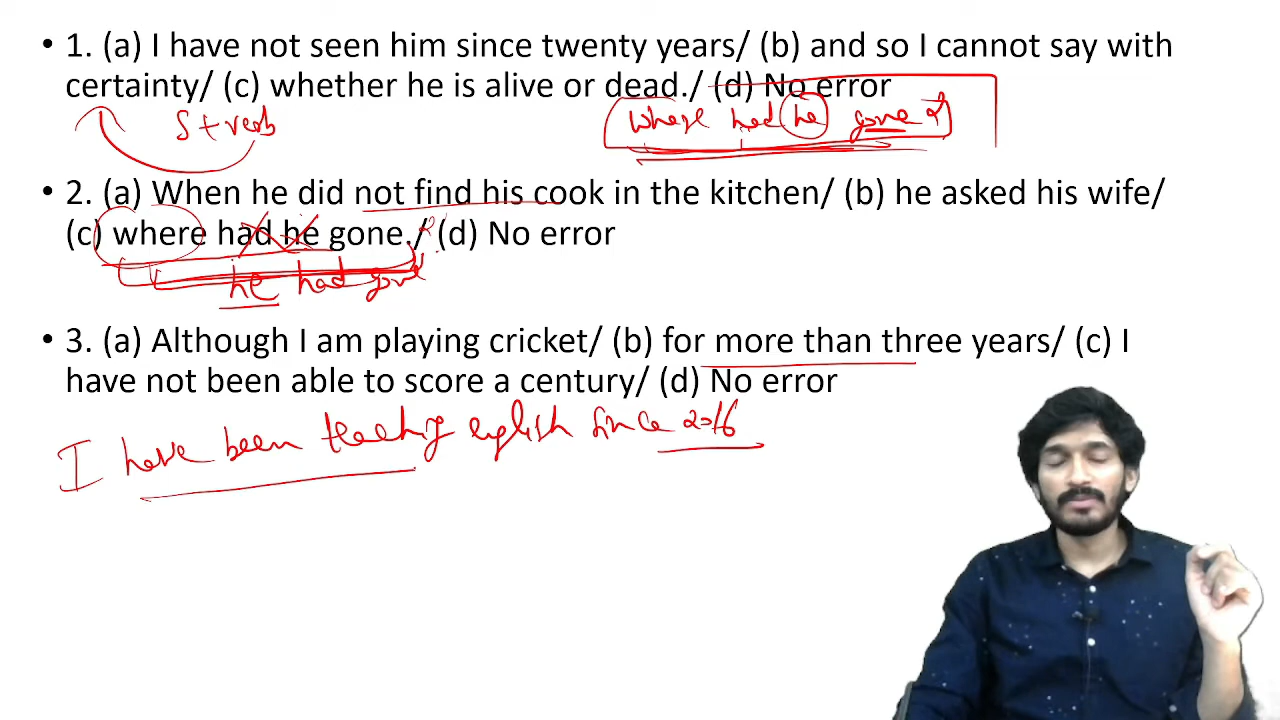 • 1. (a) I have not seen him since twenty years/ (b) and so I cannot say with
certainty/ (c) whether he is alive or dead./ (d) No error
S + verb
where had he gone ?
• 2. (a) When he did not find his cook in the kitchen/ (b) he asked his wife/
(c) where had he gone./ (d) No error
he had gone
• 3. (a) Although I am playing cricket/ (b) for more than three years/ (c) I
have not been able to score a century/ (d) No error
I have been teaching english since 2016